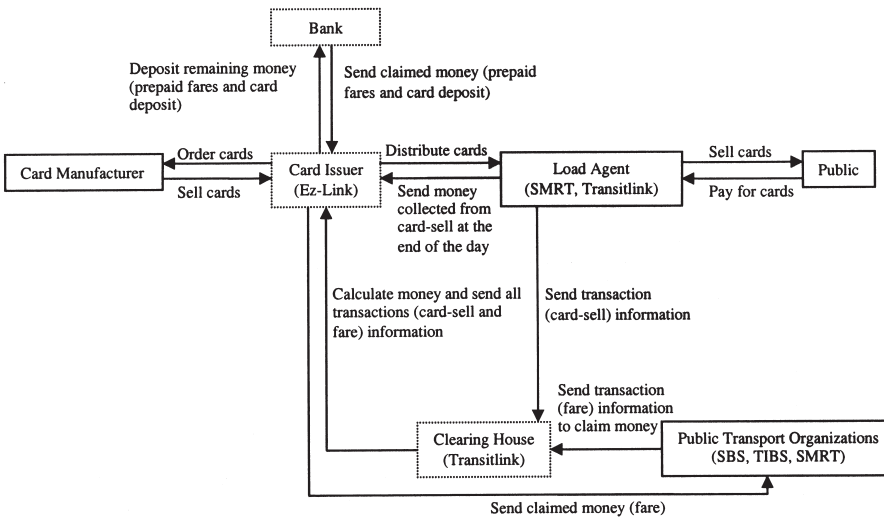 Bank
Deposit remaining money
(prepaid fares and card
deposit)
Send claimed money (prepaid
fares and card deposit)
Card Manufacturer
Order cards
Sell cards
Card Issuer
(Ez-Link)
Distribute cards
Send money
collected from
card-sell at the
end of the day
Load Agent
(SMRT, Transitlink)
Sell cards
Pay for cards
Public
Calculate money and send all
transactions (card-sell and
fare) information
Send transaction
(card-sell) information
Send transaction
(fare) information
to claim money
Clearing House
(Transitlink)
Public Transport Organizations
(SBS, TIBS, SMRT)
Send claimed money (fare)